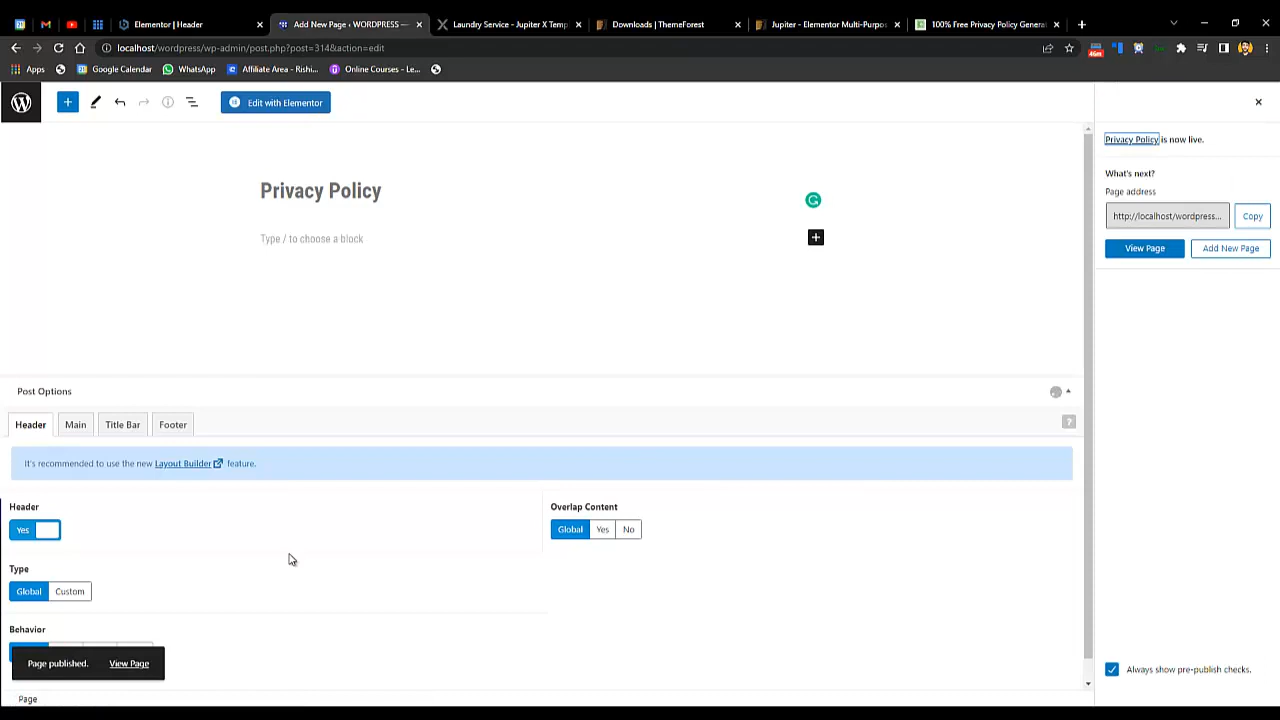 Elementor | Header
Add New Page ‹ WORDPRESS —
Laundry Service - Jupiter X Temp
Downloads | ThemeForest
Jupiter - Elementor Multi-Purpo
100% Free Privacy Policy Generat
localhost/wordpress/wp-admin/post.php?post=314&action=edit
Apps
Google Calendar
WhatsApp
Affiliate Area - Rishi...
Online Courses - Le...
Edit with Elementor
Privacy Policy is now live.
What's next?
Page address
http://localhost/wordpress...
Copy
View Page
Add New Page
Privacy Policy
Type / to choose a block
Post Options
Header
Main
Title Bar
Footer
?
It's recommended to use the new Layout Builder feature.
Header
Yes
Overlap Content
Global
Yes
No
Type
Global
Custom
Behavior
Page published.
View Page
Always show pre-publish checks.
Page